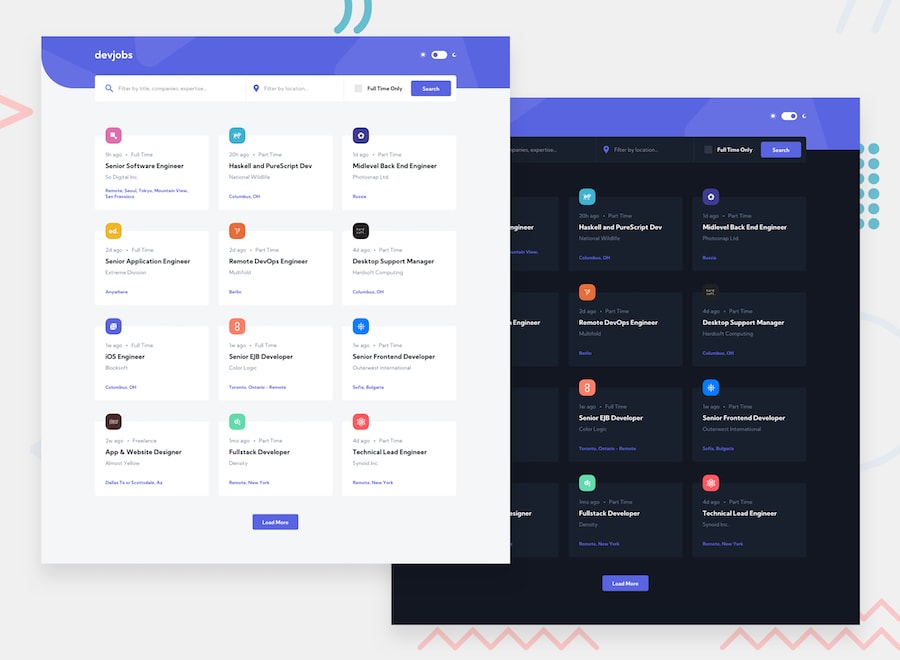 devjobs
Filter by title, companies, expertise...
Filter by location...
Full Time Only
Search
5h ago • Full Time
Senior Software Engineer
So Digital Inc.
Remote, Seoul, Tokyo, Mountain View,
San Fransisco
20h ago • Part Time
Haskell and PureScript Dev
National Wildlife
Columbus, OH
1d ago • Part Time
Midlevel Back End Engineer
Photosnap Ltd
Russia
ed.
2d ago • Full Time
Senior Application Engineer
Extreme Division
Anywhere
2d ago • Part Time
Remote DevOps Engineer
Multifold
Berlin
4d ago • Part Time
Desktop Support Manager
Hardsoft Computing
Columbus, OH
1w ago • Full Time
iOS Engineer
Blocksoft
Columbus, OH
1w ago • Full Time
Senior EJB Developer
Color Logic
Toronto, Ontario - Remote
1w ago • Part Time
Senior Frontend Developer
Outerwest International
Sofia, Bulgaria
2w ago • Freelance
App & Website Designer
Almost Yellow
Dallas Tx or Scottsdale, Az
1mo ago • Part Time
Fullstack Developer
Density
Remote, New York
4d ago • Part Time
Technical Lead Engineer
Synoid Inc.
Remote, New York
Load More
expertise...
Filter by location...
Full Time Only
Search
View,
20h ago • Part Time
Haskell and PureScript Dev
National Wildlife
Columbus, OH
1d ago • Part Time
Midlevel Back End Engineer
Photosnap Ltd
Russia
Engineer
2d ago • Part Time
Remote DevOps Engineer
Multifold
Berlin
4d ago • Part Time
Desktop Support Manager
Hardsoft Computing
Columbus, OH
1w ago • Full Time
Senior EJB Developer
Color Logic
Toronto, Ontario - Remote
1w ago • Part Time
Senior Frontend Developer
Outerwest International
Sofia, Bulgaria
1mo ago • Part Time
Fullstack Developer
Density
Remote, New York
4d ago • Part Time
Technical Lead Engineer
Synoid Inc.
Remote, New York
Load More